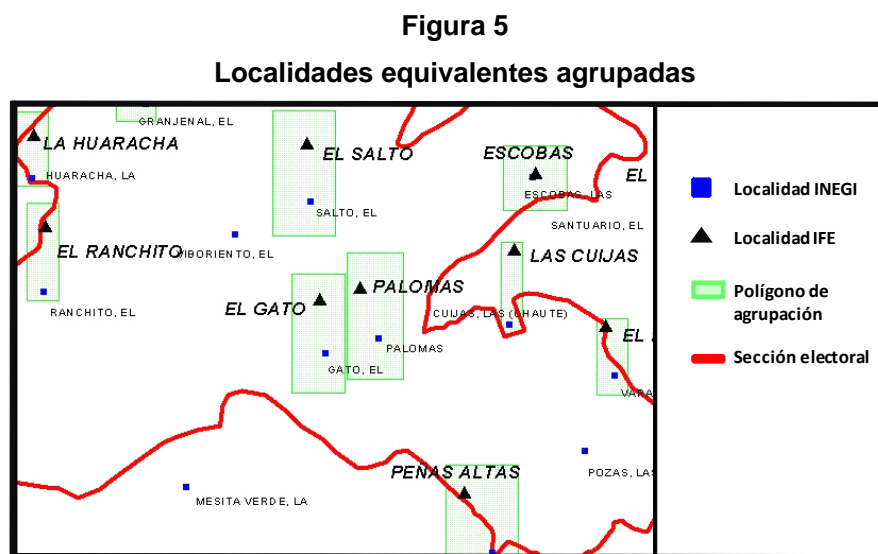 Figura 5
Localidades equivalentes agrupadas
GRANJENAL, EL
LA HUARACHA
HUARACHA, LA
EL SALTO
SALTO, EL
ESCOBAS
ESCOBAS, LAS
EL
SANTUARIO, EL
EL RANCHITO
VIBORIENTO, EL
RANCHITO, EL
LAS CUIJAS
CUIJAS, LAS (CHAUTE)
EL GATO
GATO, EL
PALOMAS
PALOMAS
EL
VARA
POZAS, LAS
PEÑAS ALTAS
MESITA VERDE, LA
Localidad INEGI
Localidad IFE
Polígono de
agrupación
Sección electoral